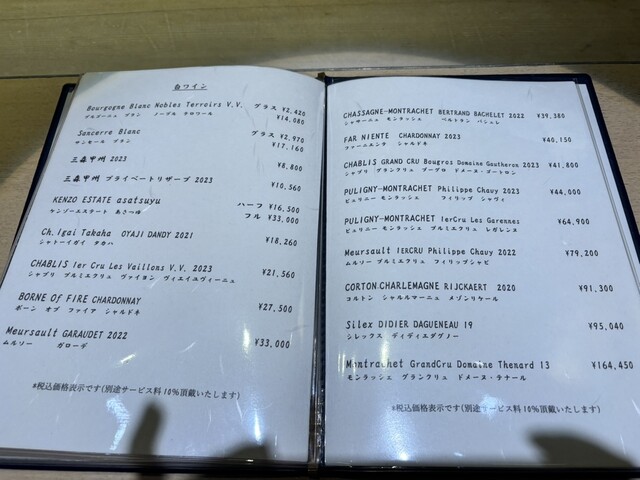 白ワイン
Bourgogne Blanc Nobles Terroirs V.V. グラス ¥2,420
ブルゴーニュ ブラン ノーブル テロワール ¥14,080
Sancerre Blanc グラス ¥2,970
サンセール ブラン ¥17,160
三森甲州 2023 ¥8,800
三森甲州 プライベートリザーブ 2023 ¥10,560
KENZO ESTATE asatsuyu ハーフ ¥16,500
ケンゾーエステート あさつゆ フル ¥33,000
Ch.Igai Takaha OYAJI DANDY 2021 ¥18,260
シャトーイガイ タカハ
CHABLIS 1er Cru Les Vaillons V.V. 2023 ¥21,560
シャブリ プルミエクリュ ヴァイヨン ヴィエイユヴィーニュ
BORNE of FIRE CHARDONNAY ¥27,500
ボーン オブ ファイア シャルドネ
Meursault GARAUDET 2022 ¥33,000
ムルソー ガローデ
*税込価格表示です(別途サービス料10%頂戴いたします)
CHASSAGNE-MONTRACHET BERTRAND BACHELET 2022 ¥39,380
シャサーニュ モンラッシェ ベルトラン バシュレ
FAR NIENTE CHARDONNAY 2023 ¥40,150
ファーニエンテ シャルドネ
CHABLIS GRAND CRU Bougros Domaine Gautheron 2023 ¥41,800
シャブリ グランクリュ ブーグロ ドメーヌ・ゴートロン
PULIGNY-MONTRACHET Philippe Chavy 2023 ¥44,000
ピュリニー モンラッシェ フィリップ シャヴィ
PULIGNY-MONTRACHET 1erCru Les Garennes ¥64,900
ピュリニー モンラッシェ プルミエクリュ レガレンヌ
Meursault 1ERCRU Philippe Chavy 2022 ¥79,200
ムルソー プルミエクリュ フィリップシャビ
CORTON.CHARLEMAGNE RIJCKAERT 2020 ¥91,300
コルトン シャルルマーニュ メゾンリケール
Silex DIDIER DAGUENEAU 19 ¥95,040
シレックス ディディエダグノー
Montrachet GrandCru Domaine Thenard 13 ¥164,450
モンラッシェ グランクリュ ドメーヌ・テナール
*税込価格表示です(別途サービス料10%頂戴いたします)